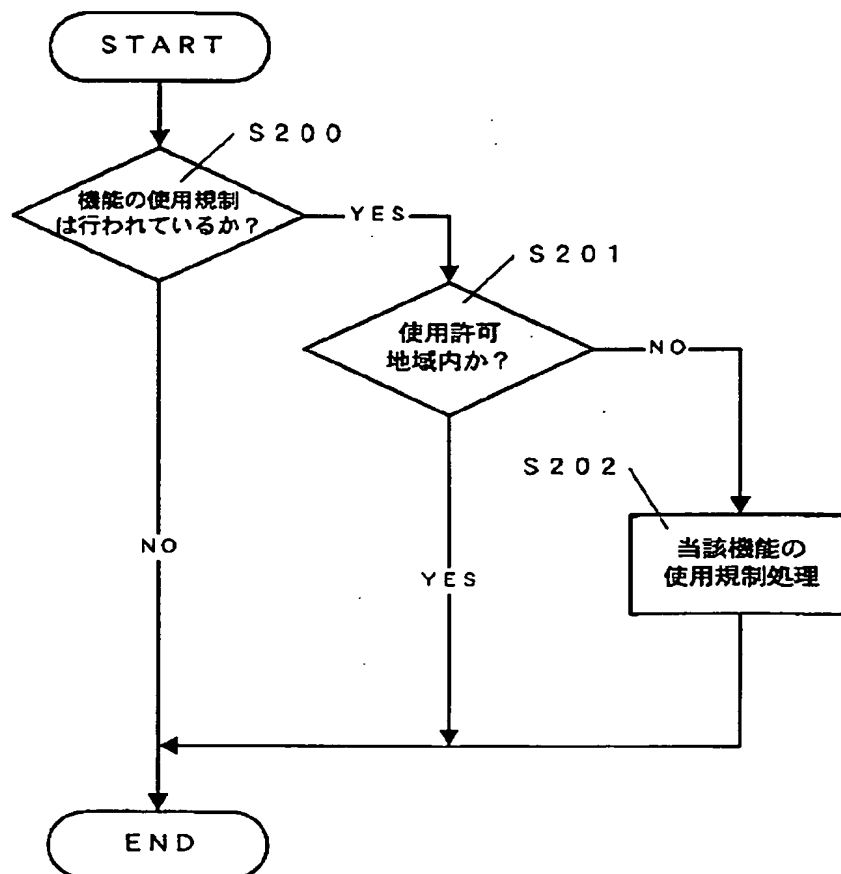 START
S200
機能の使用規制
は行われているか？
YES
S201
使用許可
地域内か？
NO
S202
当該機能の
使用規制処理
NO
YES
END